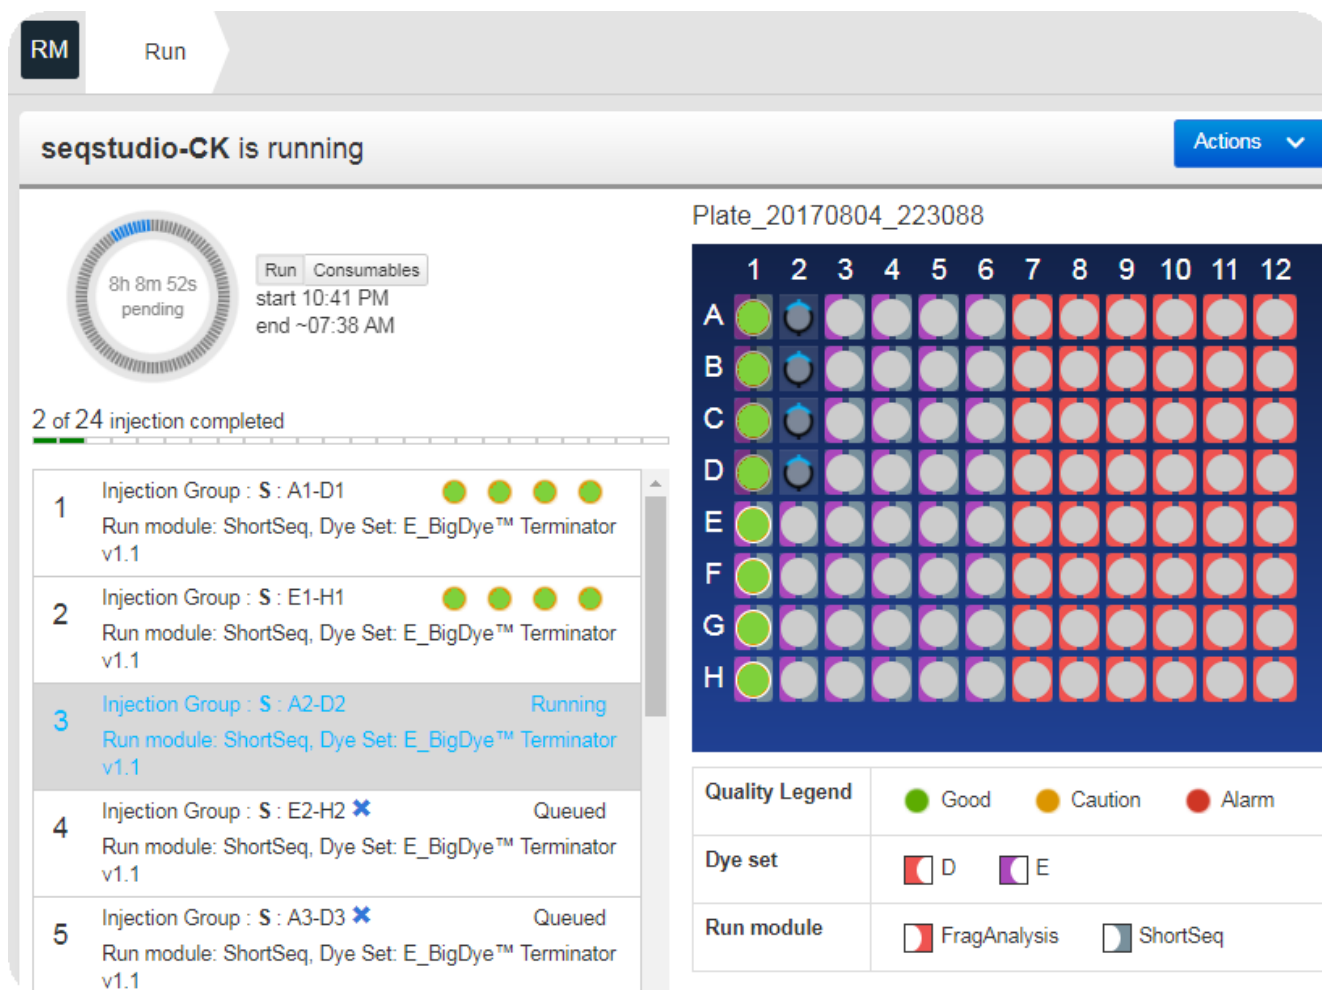 RM
Run
seqstudio-CK is running
Actions
8h 8m 52s
pending
Run Consumables
start 10:41 PM
end ~07:38 AM
2 of 24 injection completed
1
Injection Group : S : A1-D1
Run module: ShortSeq, Dye Set: E_BigDye™ Terminator
v1.1
2
Injection Group : S : E1-H1
Run module: ShortSeq, Dye Set: E_BigDye™ Terminator
v1.1
3
Injection Group : S : A2-D2 Running
Run module: ShortSeq, Dye Set: E_BigDye™ Terminator
v1.1
4
Injection Group : S : E2-H2 Queued
Run module: ShortSeq, Dye Set: E_BigDye™ Terminator
v1.1
5
Injection Group : S : A3-D3 Queued
Run module: ShortSeq, Dye Set: E_BigDye™ Terminator
v1.1
Plate_20170804_223088
1 2 3 4 5 6 7 8 9 10 11 12
A
B
C
D
E
F
G
H
Quality Legend Good Caution Alarm
Dye set D E
Run module FragAnalysis ShortSeq